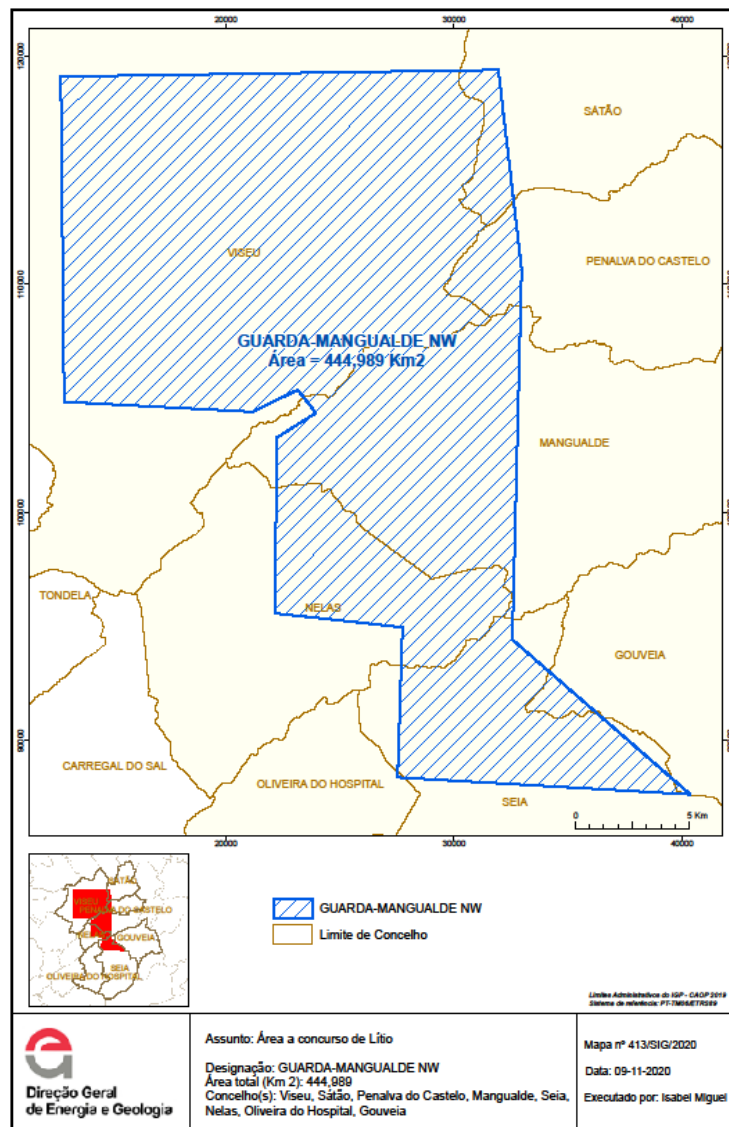 20000 30000 40000
120000
SÁTÃO
VISEU
PENALVA DO CASTELO
110000
GUARDA-MANGUALDE NW
Área = 444,989 Km2
MANGUALDE
100000
TONDELA
NELAS
GOUVEIA
90000
CARREGAL DO SAL
OLIVEIRA DO HOSPITAL
SEIA
0 5 Km
20000 30000 40000
SÁTÃO
VISEU
PENALVA DO CASTELO
GOUVEIA
SEIA
OLIVEIRA DO HOSPITAL
GUARDA-MANGUALDE NW
Limite de Concelho
Limites Administrativos do IGP - CAOP 2019
Sistema de referência: PT-TM06/ETRS89
Direção Geral
de Energia e Geologia
Assunto: Área a concurso de Lítio
Designação: GUARDA-MANGUALDE NW
Área total (Km 2): 444,989
Concelho(s): Viseu, Sátão, Penalva do Castelo, Mangualde, Seia,
Nelas, Oliveira do Hospital, Gouveia
Mapa nº 413/SIG/2020
Data: 09-11-2020
Executado por: Isabel Miguel